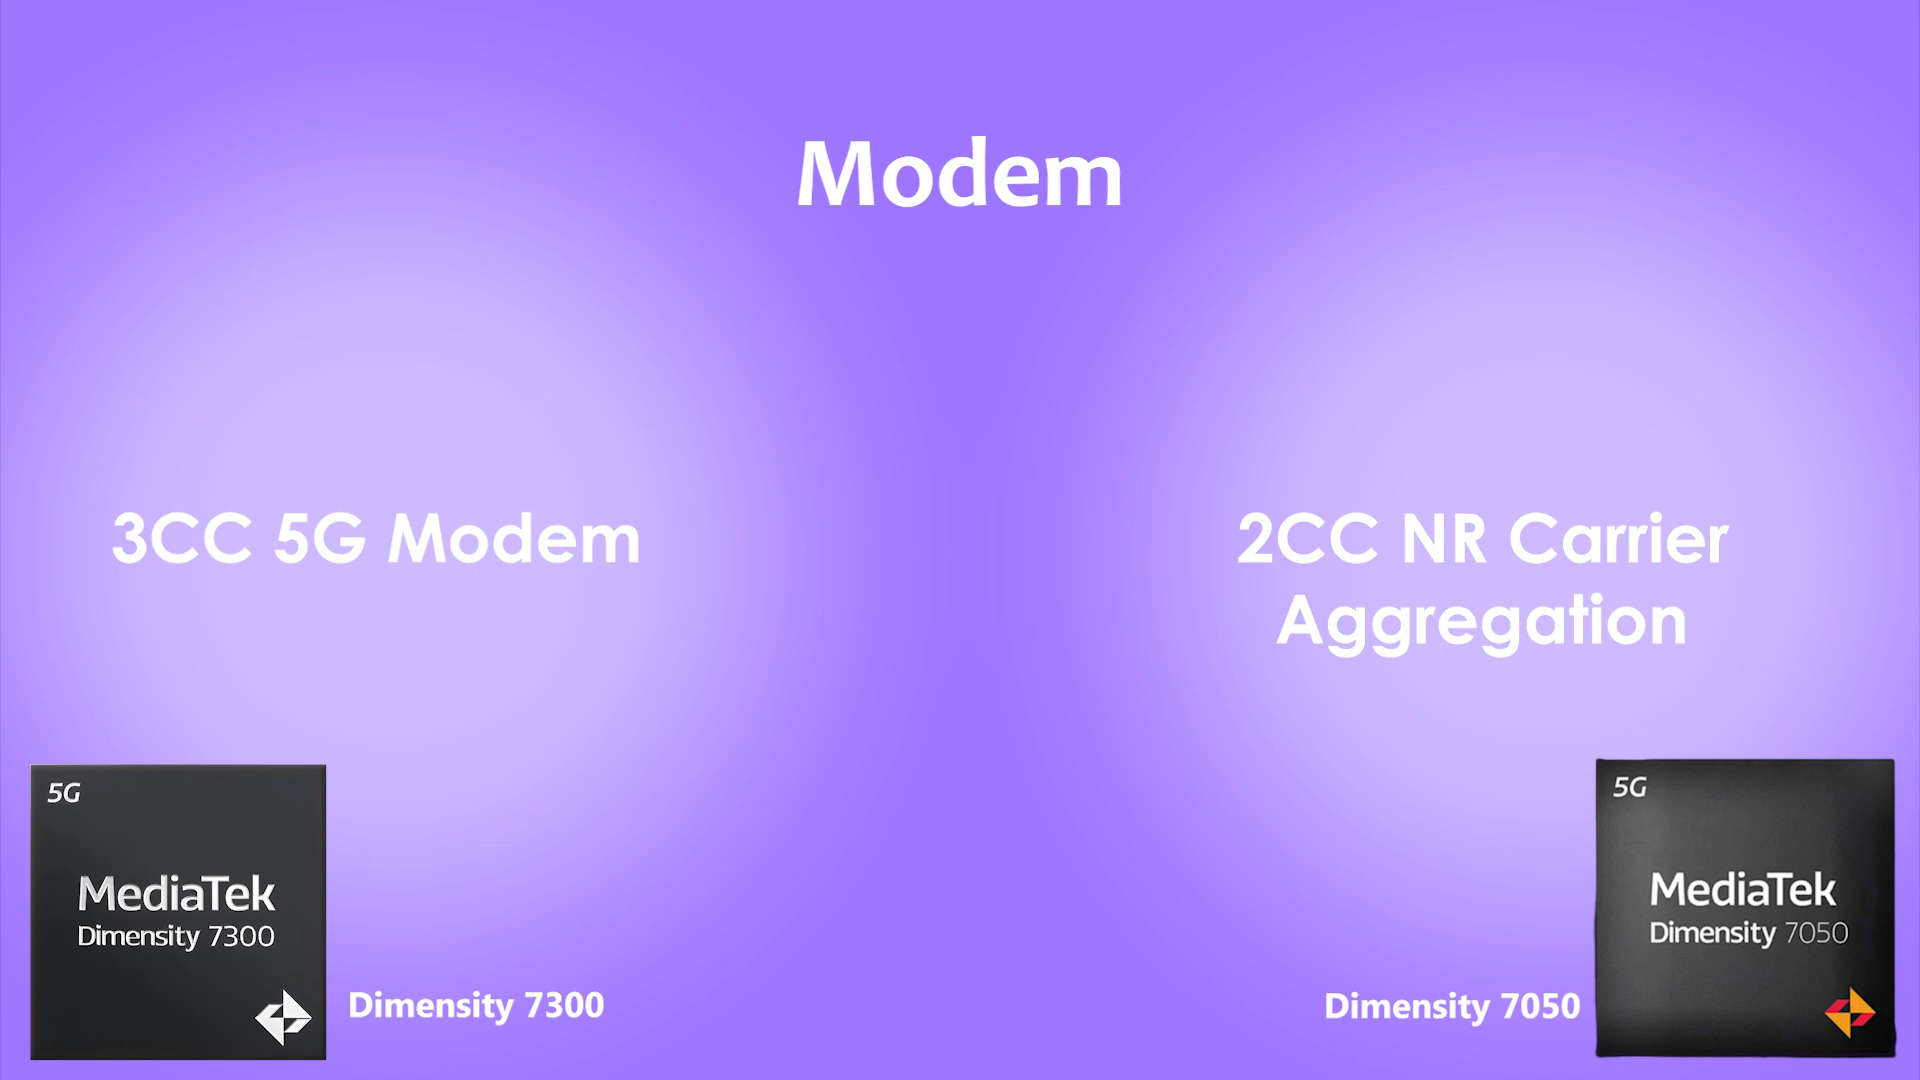 Modem
3CC 5G Modem
2CC NR Carrier
Aggregation
5G
MediaTek
Dimensity 7300
Dimensity 7300
5G
MediaTek
Dimensity 7050
Dimensity 7050